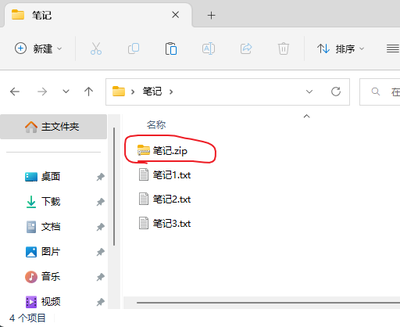 笔记
新建
排序
笔记
在
主文件夹
名称
笔记.zip
桌面
笔记1.txt
下载
笔记2.txt
文档
笔记3.txt
图片
音乐
视频
4 个项目